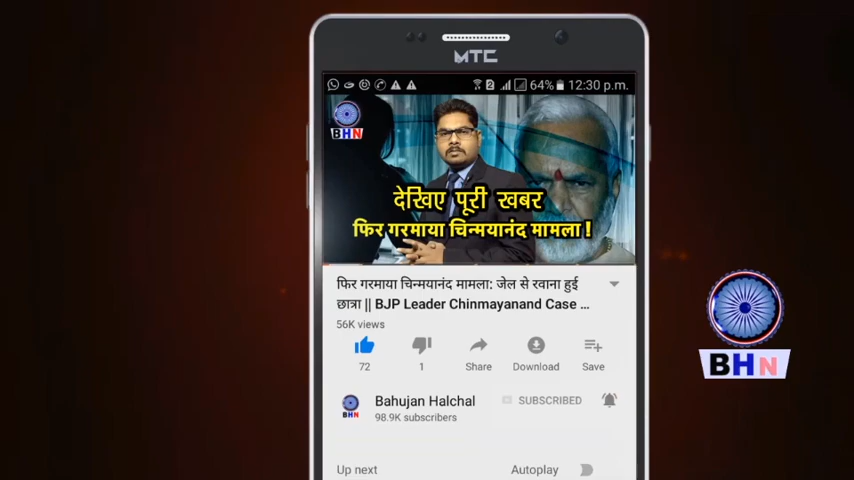 MTC
2 64% 12:30 p.m.
BHN
देखिए पूरी खबर
फिर गरमाया चिन्मयानंद मामला !
फिर गरमाया चिन्मयानंद मामला: जेल से रवाना हुई
छात्रा || BJP Leader Chinmayanand Case ...
56K views
72 1 Share Download Save
BHN
Bahujan Halchal SUBSCRIBED
98.9K subscribers
BHN
Up next Autoplay